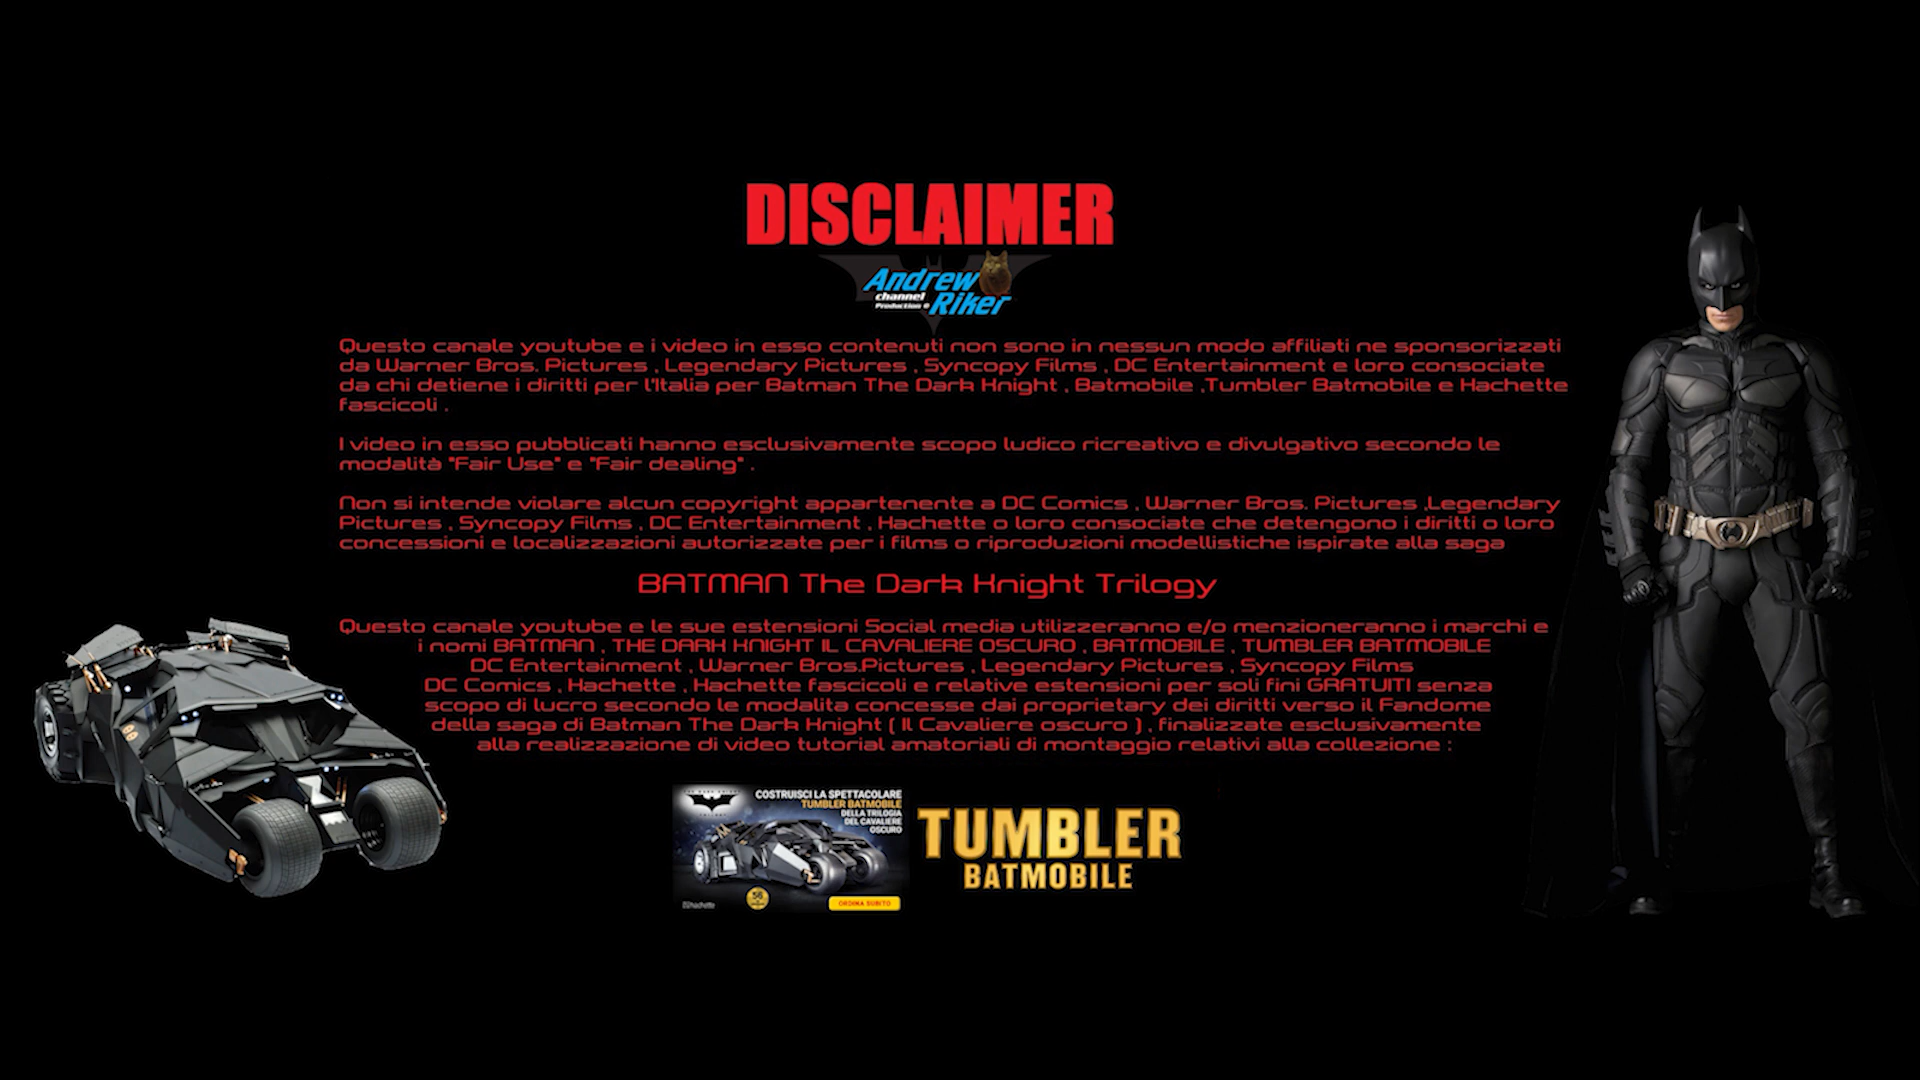 DISCLAIMER
Andrew
channel
Production
Riker
Questo canale youtube e i video in esso contenuti non sono in nessun modo affiliati ne sponsorizzati
da Warner Bros. Pictures , Legendary Pictures , Syncopy Films , DC Entertainment e loro consociate
da chi detiene i diritti per l'Italia per Batman The Dark Knight , Batmobile ,Tumbler Batmobile e Hachette
fascicoli .
I video in esso pubblicati hanno esclusivamente scopo ludico ricreativo e divulgativo secondo le
modalità "Fair Use" e "Fair dealing" .
Non si intende violare alcun copyright appartenente a DC Comics , Warner Bros. Pictures ,Legendary
Pictures , Syncopy Films , DC Entertainment , Hachette o loro consociate che detengono i diritti o loro
concessioni e localizzazioni autorizzate per i films o riproduzioni modellistiche ispirate alla saga
BATMAN The Dark Knight Trilogy
Questo canale youtube e le sue estensioni Social media utilizzeranno e/o menzioneranno i marchi e
i nomi BATMAN , THE DARK KNIGHT IL CAVALIERE OSCURO , BATMOBILE , TUMBLER BATMOBILE
DC Entertainment , Warner Bros.Pictures , Legendary Pictures , Syncopy Films
DC Comics , Hachette , Hachette fascicoli e relative estensioni per soli fini GRATUITI senza
scopo di lucro secondo le modalita concesse dai proprietary dei diritti verso il Fandome
della saga di Batman The Dark Knight ( Il Cavaliere oscuro ) , finalizzate esclusivamente
alla realizzazione di video tutorial amatoriali di montaggio relativi alla collezione :
COSTRUISCI LA SPETTACOLARE
TUMBLER BATMOBILE
DELLA TRILOGIA
DEL CAVALIERE
OSCURO
hachette
ORDINA SUBITO
TUMBLER
BATMOBILE